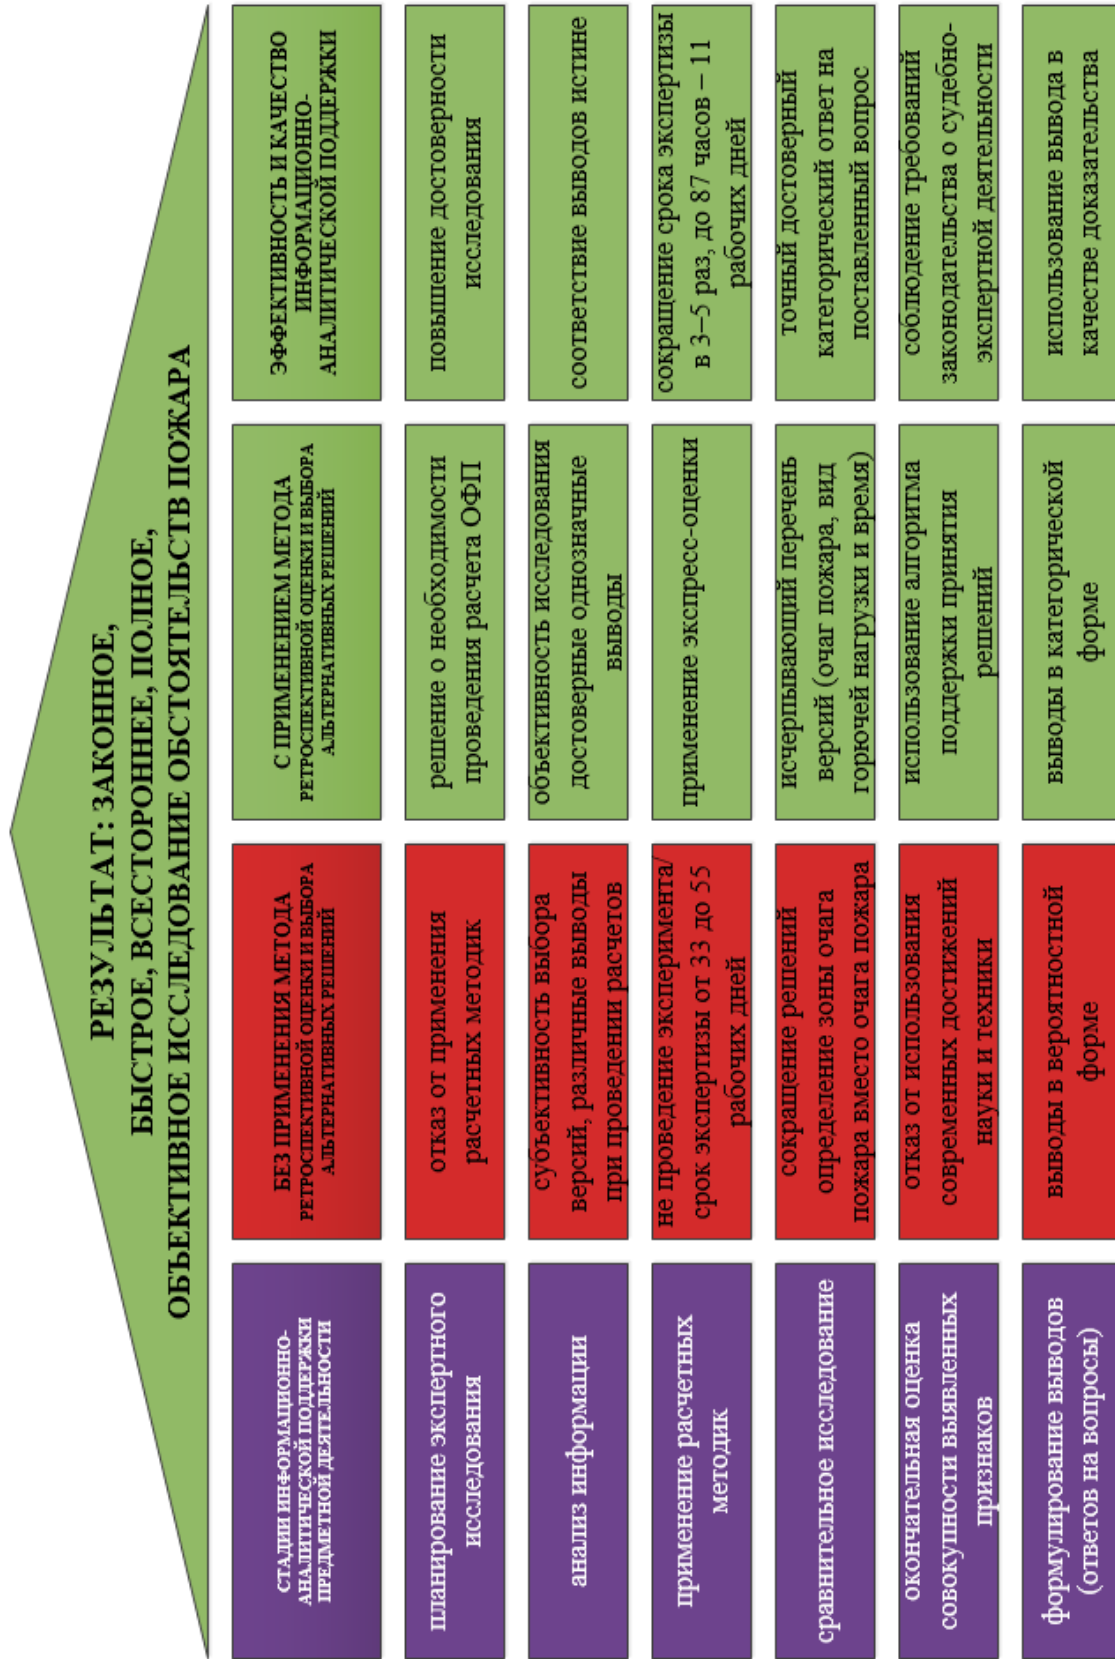 РЕЗУЛЬТАТ: ЗАКОННОЕ,
БЫСТРОЕ, ВСЕСТОРОННЕЕ, ПОЛНОЕ,
ОБЪЕКТИВНОЕ ИССЛЕДОВАНИЕ ОБСТОЯТЕЛЬСТВ ПОЖАРА
СТАДИИ ИНФОРМАЦИОННО-
АНАЛИТИЧЕСКОЙ ПОДДЕРЖКИ
ПРЕДМЕТНОЙ ДЕЯТЕЛЬНОСТИ
БЕЗ ПРИМЕНЕНИЯ МЕТОДА
РЕТРОСПЕКТИВНОЙ ОЦЕНКИ И ВЫБОРА
АЛЬТЕРНАТИВНЫХ РЕШЕНИЙ
С ПРИМЕНЕНИЕМ МЕТОДА
РЕТРОСПЕКТИВНОЙ ОЦЕНКИ И ВЫБОРА
АЛЬТЕРНАТИВНЫХ РЕШЕНИЙ
ЭФФЕКТИВНОСТЬ И КАЧЕСТВО
ИНФОРМАЦИОННО-
АНАЛИТИЧЕСКОЙ ПОДДЕРЖКИ
планирование экспертного
исследования
отказ от применения
расчетных методик
решение о необходимости
проведения расчета ОФП
повышение достоверности
исследования
анализ информации
субъективность выбора
версий, различные выводы
при проведении расчетов
объективность исследования
достоверные однозначные
выводы
соответствие выводов истине
применение расчетных
методик
не проведение эксперимента/
срок экспертизы от 33 до 55
рабочих дней
применение экспресс-оценки
сокращение срока экспертизы
в 3–5 раз, до 87 часов – 11
рабочих дней
сравнительное исследование
сокращение решений
определение зоны очага
пожара вместо очага пожара
исчерпывающий перечень
версий (очаг пожара, вид
горючей нагрузки и время)
точный достоверный
категорический ответ на
поставленный вопрос
окончательная оценка
совокупности выявленных
признаков
отказ от использования
современных достижений
науки и техники
использование алгоритма
поддержки принятия
решений
соблюдение требований
законодательства о судебно-
экспертной деятельности
формулирование выводов
(ответов на вопросы)
выводы в вероятностной
форме
выводы в категорической
форме
использование вывода в
качестве доказательства